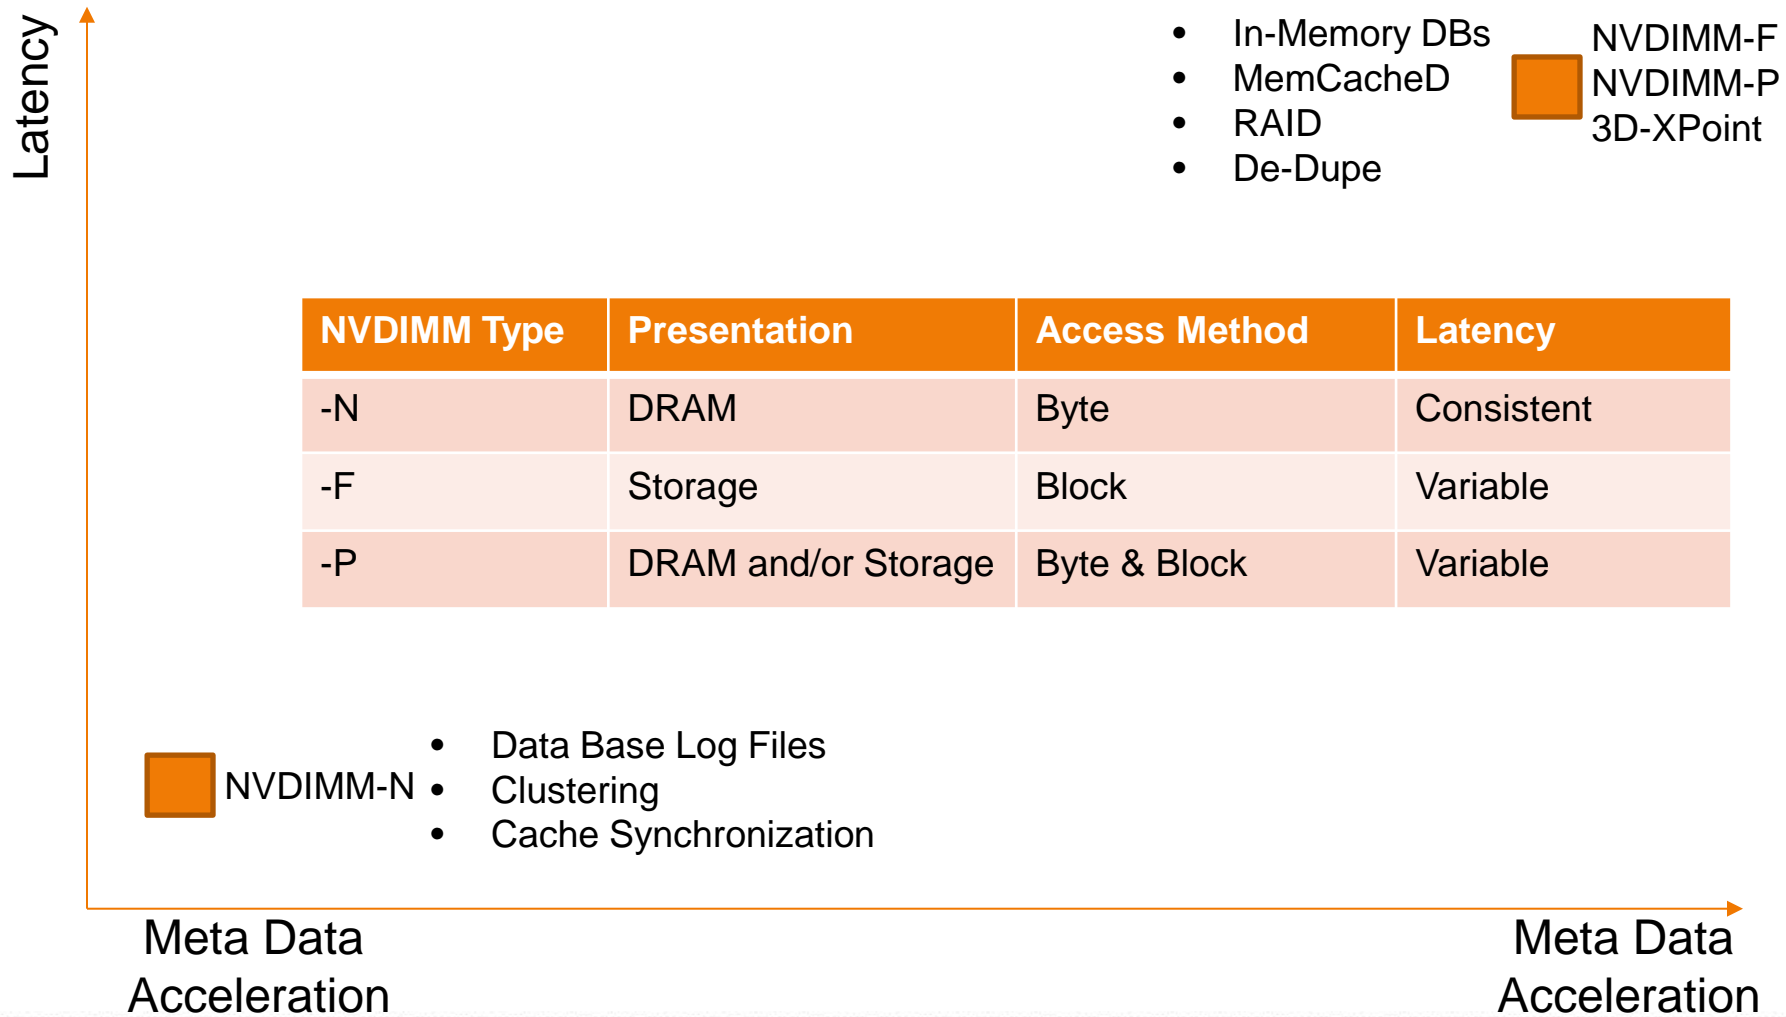 Latency
In-Memory DBs
MemCacheD
RAID
De-Dupe
NVDIMM-F
NVDIMM-P
3D-XPoint
NVDIMM Type Presentation Access Method Latency
-N DRAM Byte Consistent
-F Storage Block Variable
-P DRAM and/or Storage Byte & Block Variable
NVDIMM-N
Data Base Log Files
Clustering
Cache Synchronization
Meta Data
Acceleration
Meta Data
Acceleration